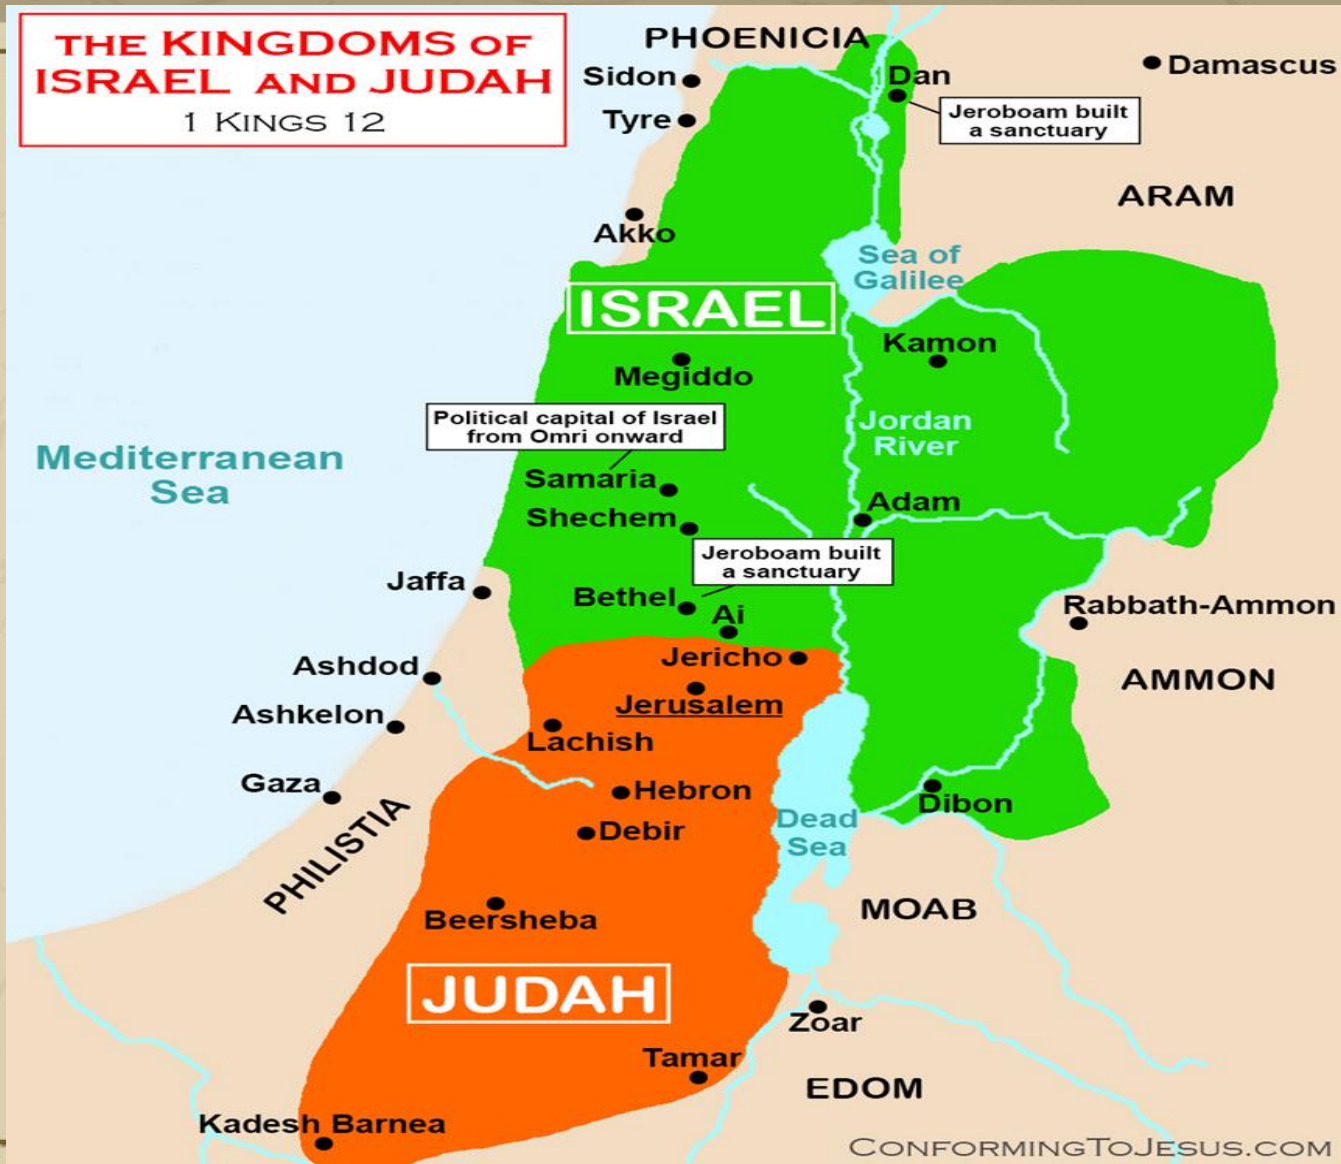 THE KINGDOMS OF
ISRAEL AND JUDAH
1 KINGS 12
PHOENICIA
Sidon
Dan
Damascus
Tyre
Jeroboam built
a sanctuary
ARAM
Akko
Sea of
Galilee
ISRAEL
Kamon
Megiddo
Political capital of Israel
from Omri onward
Jordan
River
Mediterranean
Sea
Samaria
Adam
Shechem
Jeroboam built
a sanctuary
Jaffa
Bethel
Ai
Rabbath-Ammon
Jericho
Ashdod
AMMON
Jerusalem
Ashkelon
Lachish
Gaza
Hebron
Dibon
PHILISTIA
Debir
Dead
Sea
Beersheba
MOAB
JUDAH
Zoar
Tamar
EDOM
Kadesh Barnea
CONFORMINGTOJESUS.COM